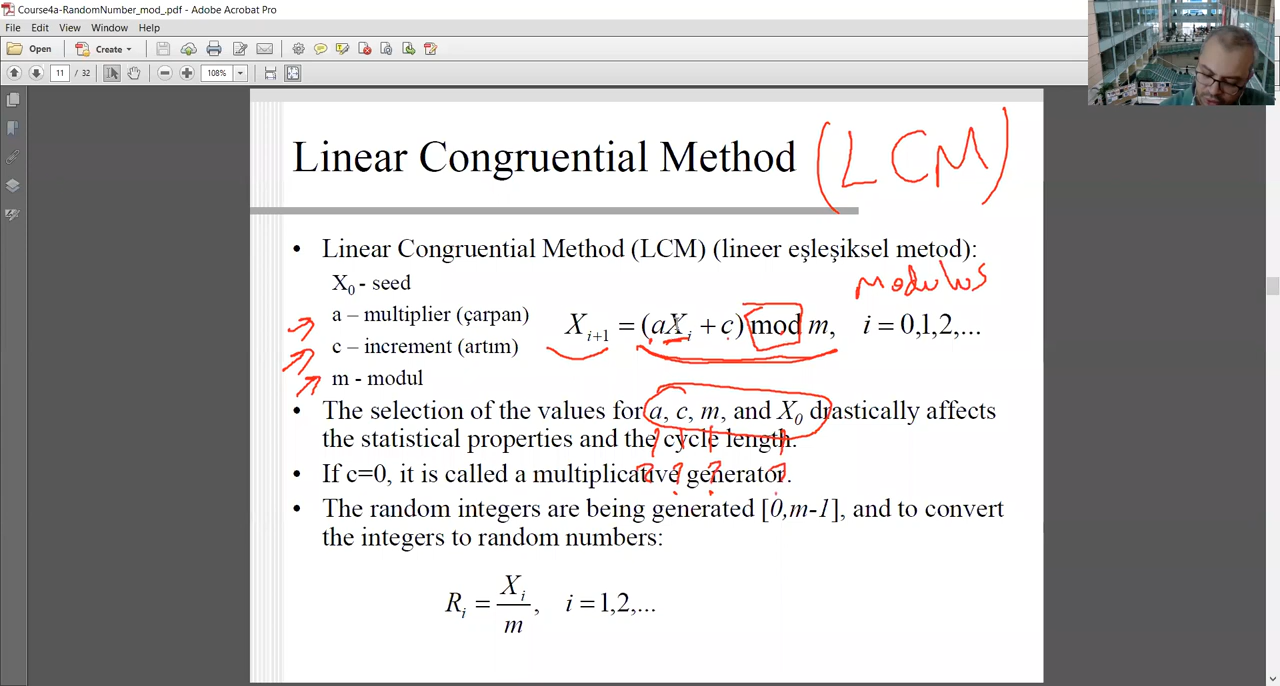 Course4a-RandomNumber_mod_.pdf - Adobe Acrobat Pro
File Edit View Window Help
Open Create
11 / 32 108%
Linear Congruential Method (LCM)
• Linear Congruential Method (LCM) (lineer eşleşiksel metod):
X0 - seed
modulus
a – multiplier (çarpan)
Xi+1 = (aXi + c) mod m, i = 0,1,2,...
c – increment (artım)
m - modul
• The selection of the values for a, c, m, and X0 drastically affects
the statistical properties and the cycle length.
? ? ? ?
• If c=0, it is called a multiplicative generator.
• The random integers are being generated [0,m-1], and to convert
the integers to random numbers:
Ri = Xi / m, i = 1,2,...